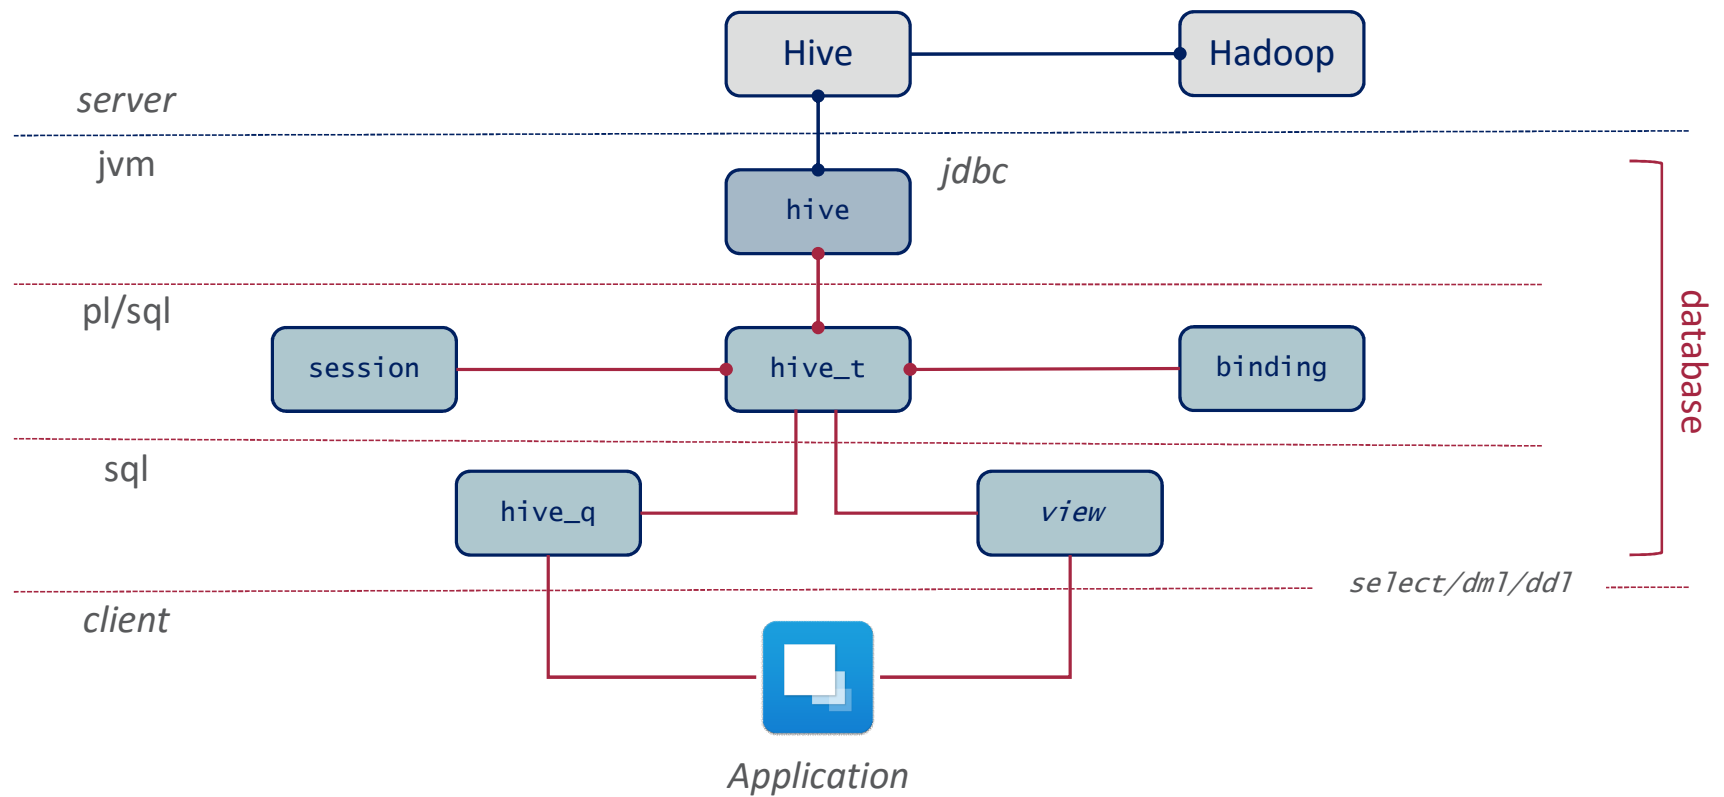 Hive
Hadoop
server
jvm
jdbc
hive
pl/sql
session
hive_t
binding
database
sql
hive_q
view
select/dml/ddl
client
Application